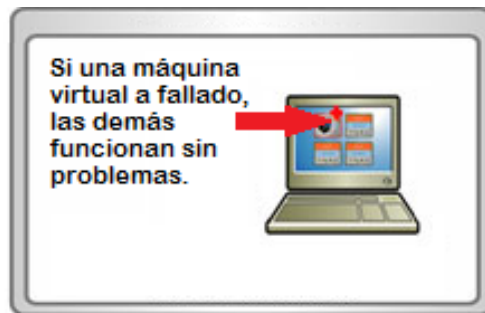 Si una máquina
virtual a fallado,
las demás
funcionan sin
problemas.